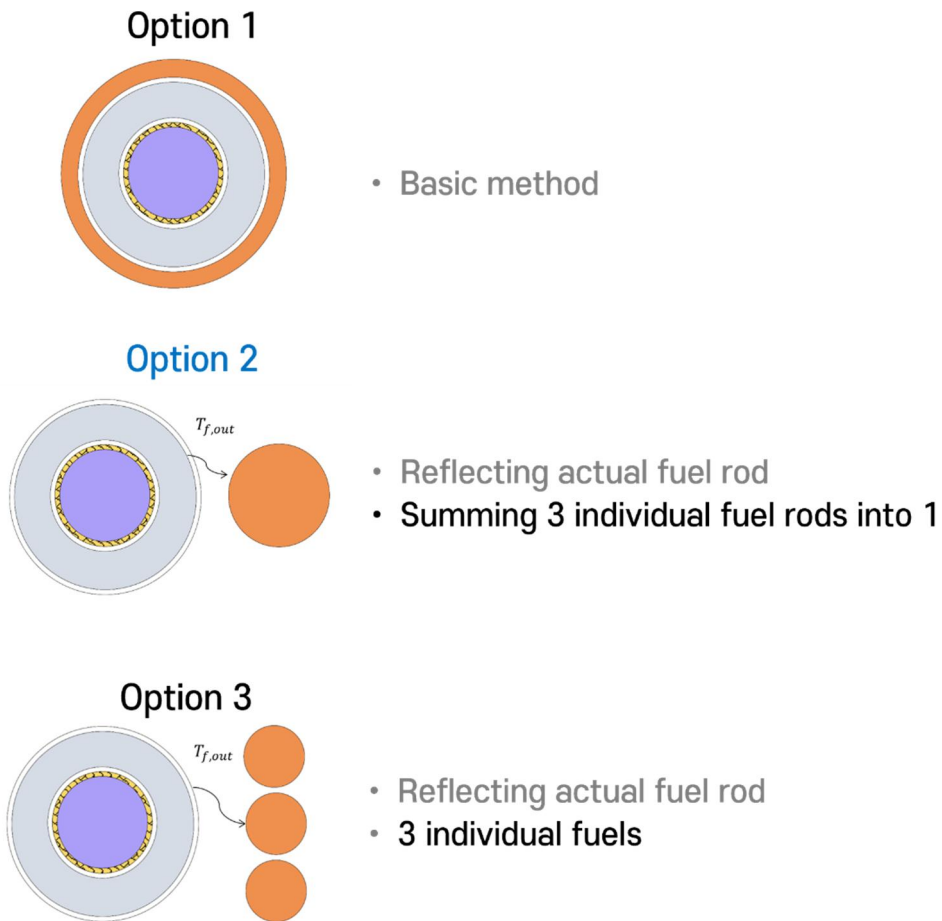 Option 1
• Basic method
Option 2
T_{f,out}
• Reflecting actual fuel rod
• Summing 3 individual fuel rods into 1
Option 3
T_{f,out}
• Reflecting actual fuel rod
• 3 individual fuels